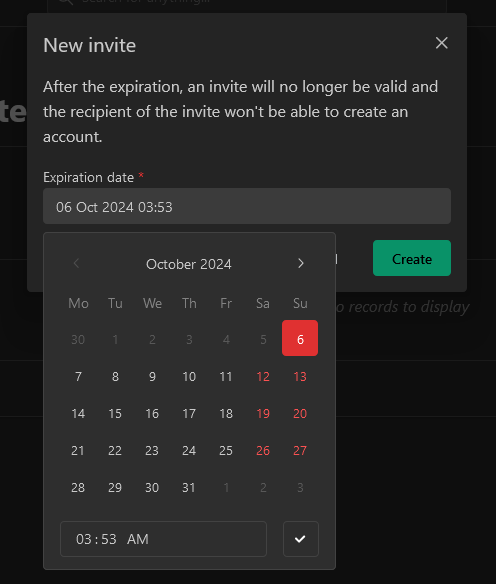 Search for anything...
New invite
After the expiration, an invite will no longer be valid and
the recipient of the invite won't be able to create an
account.
Expiration date *
06 Oct 2024 03:53
Create
October 2024
records to display
Mo Tu We Th Fr Sa Su
30 1 2 3 4 5 6
7 8 9 10 11 12 13
14 15 16 17 18 19 20
21 22 23 24 25 26 27
28 29 30 31 1 2 3
03:53 AM